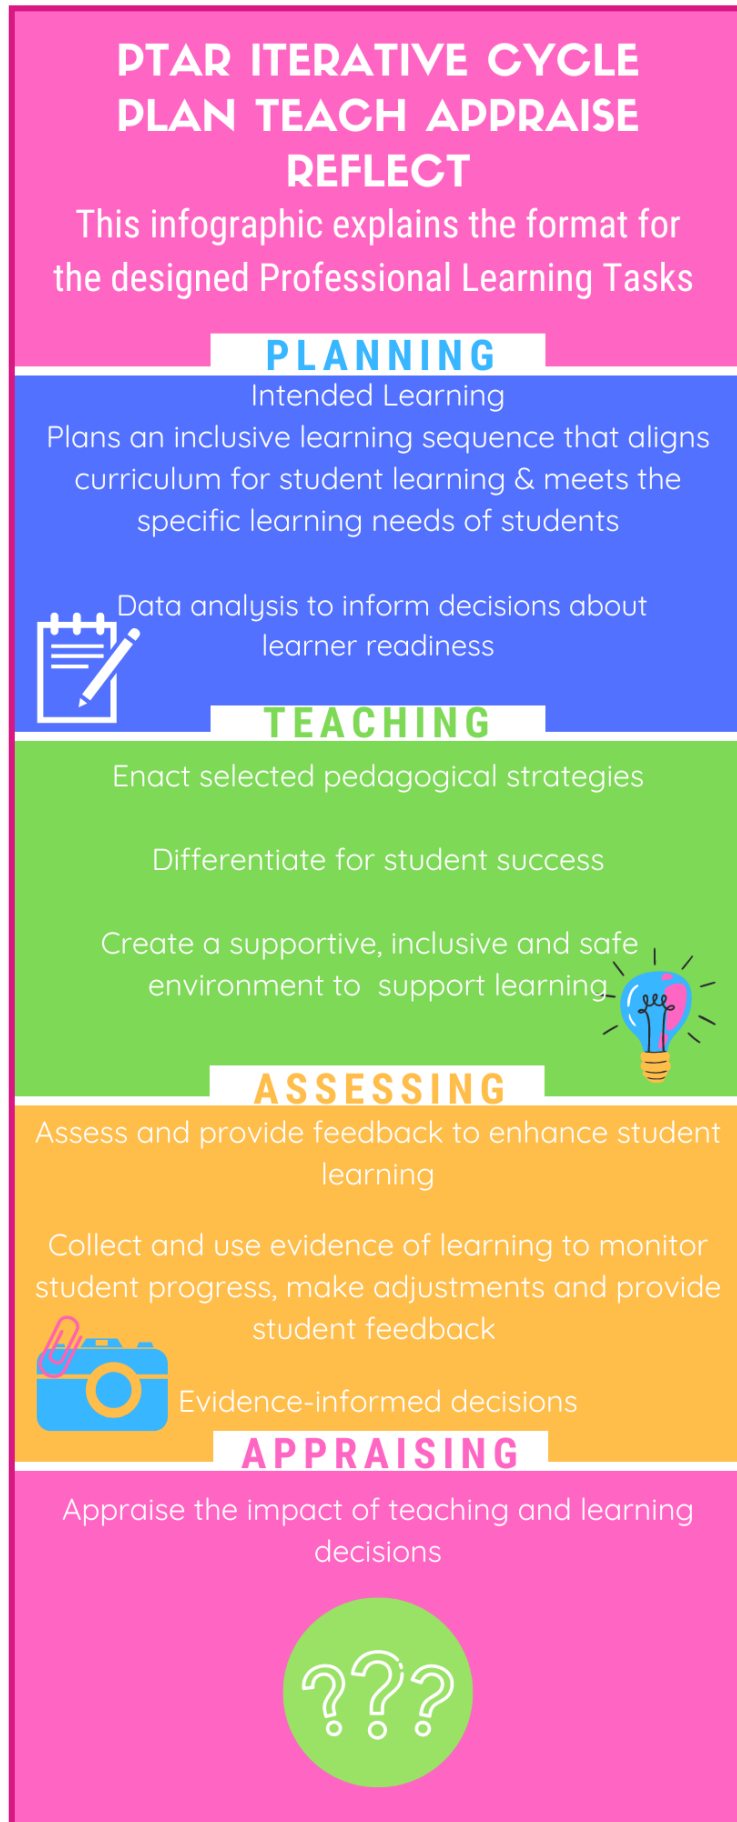 PTAR ITERATIVE CYCLE
PLAN TEACH APPRAISE
REFLECT
This infographic explains the format for
the designed Professional Learning Tasks
PLANNING
Intended Learning
Plans an inclusive learning sequence that aligns
curriculum for student learning & meets the
specific learning needs of students
Data analysis to inform decisions about
learner readiness
TEACHING
Enact selected pedagogical strategies
Differentiate for student success
Create a supportive, inclusive and safe
environment to support learning
ASSESSING
Assess and provide feedback to enhance student
learning
Collect and use evidence of learning to monitor
student progress, make adjustments and provide
student feedback
Evidence-informed decisions
APPRAISING
Appraise the impact of teaching and learning
decisions
???